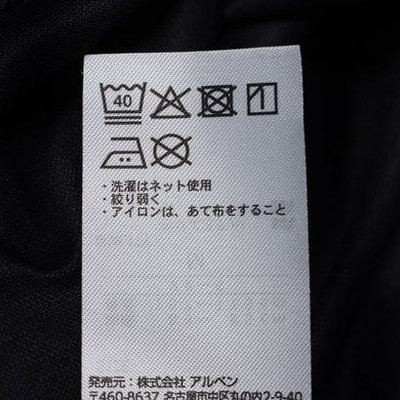 40
・洗濯はネット使用
・絞り弱く
・アイロンは、あて布をすること
発売元：株式会社 アルペン
〒460-8637 名古屋市中区丸の内2-9-40